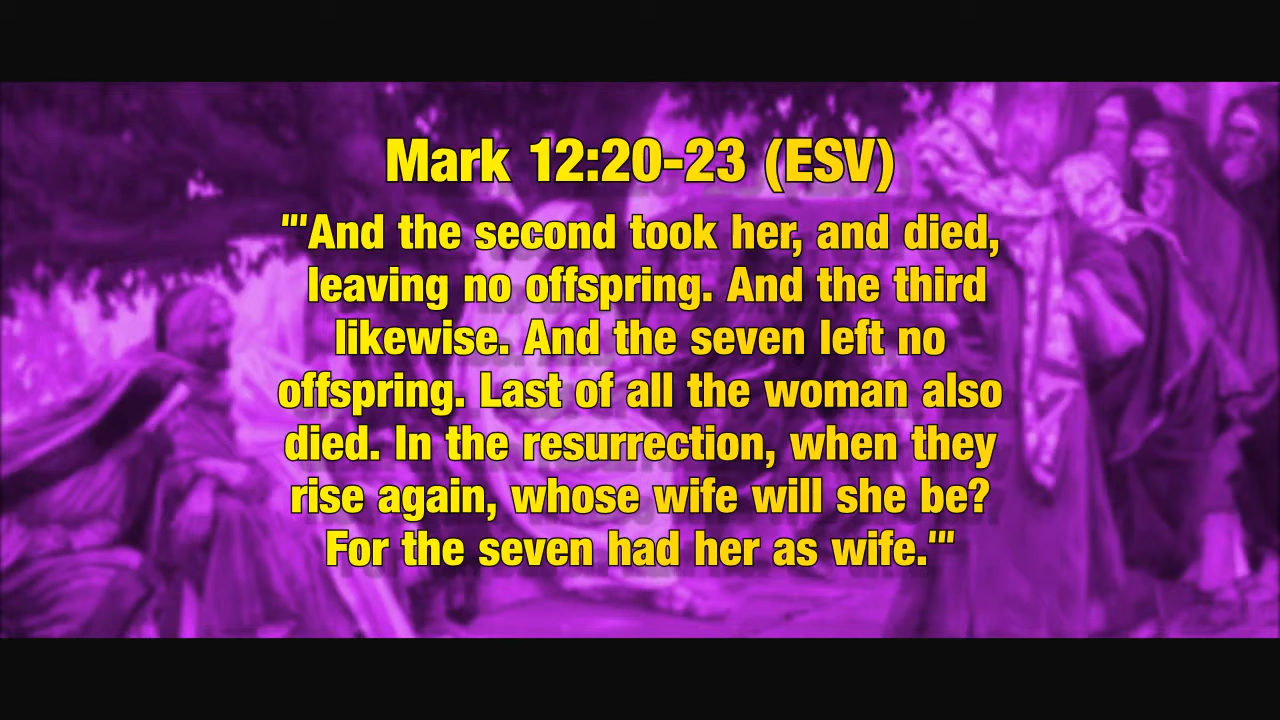 Mark 12:20-23 (ESV)
"'And the second took her, and died,
leaving no offspring. And the third
likewise. And the seven left no
offspring. Last of all the woman also
died. In the resurrection, when they
rise again, whose wife will she be?
For the seven had her as wife.'"